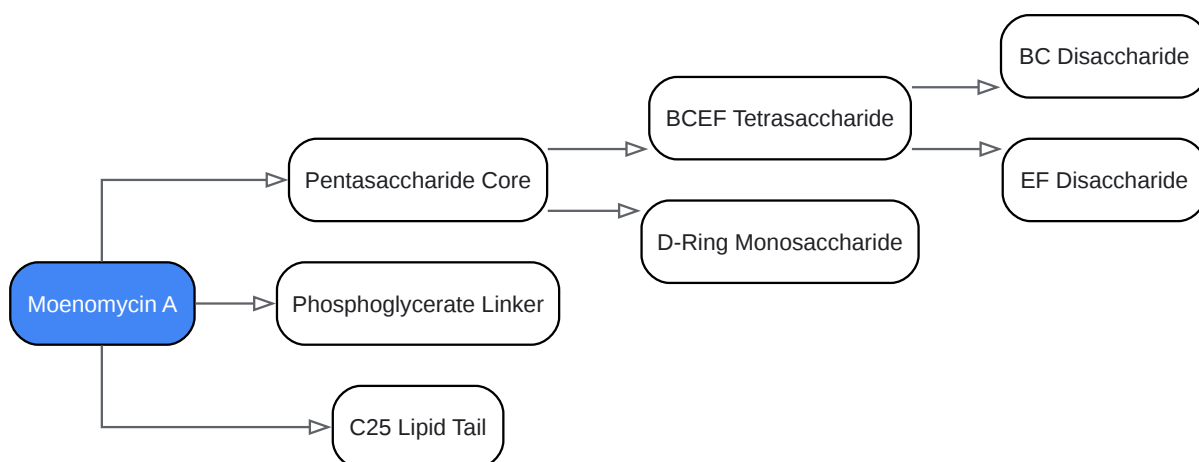 BC Disaccharide
BCEF Tetrasaccharide
Pentasaccharide Core
EF Disaccharide
D-Ring Monosaccharide
Moenomycin A
Phosphoglycerate Linker
C25 Lipid Tail